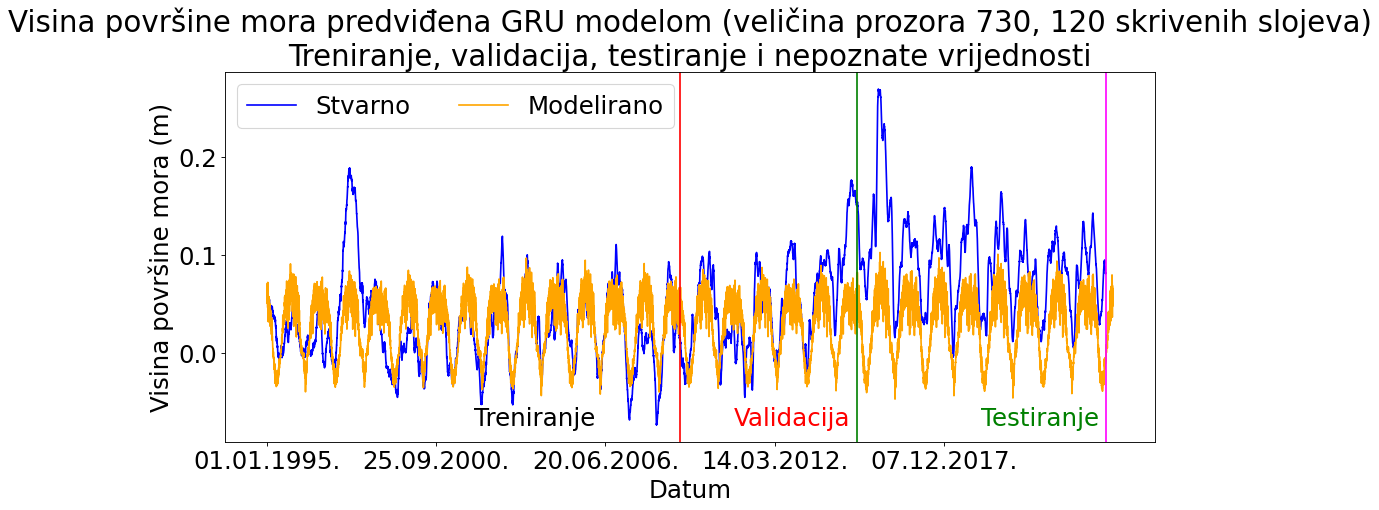 Visina površine mora predviđena GRU modelom (veličina prozora 730, 120 skrivenih slojeva)
Treniranje, validacija, testiranje i nepoznate vrijednosti
Stvarno Modelirano
Visina površine mora (m)
0.2
0.1
0.0
Treniranje Validacija Testiranje
01.01.1995. 25.09.2000. 20.06.2006. 14.03.2012. 07.12.2017.
Datum